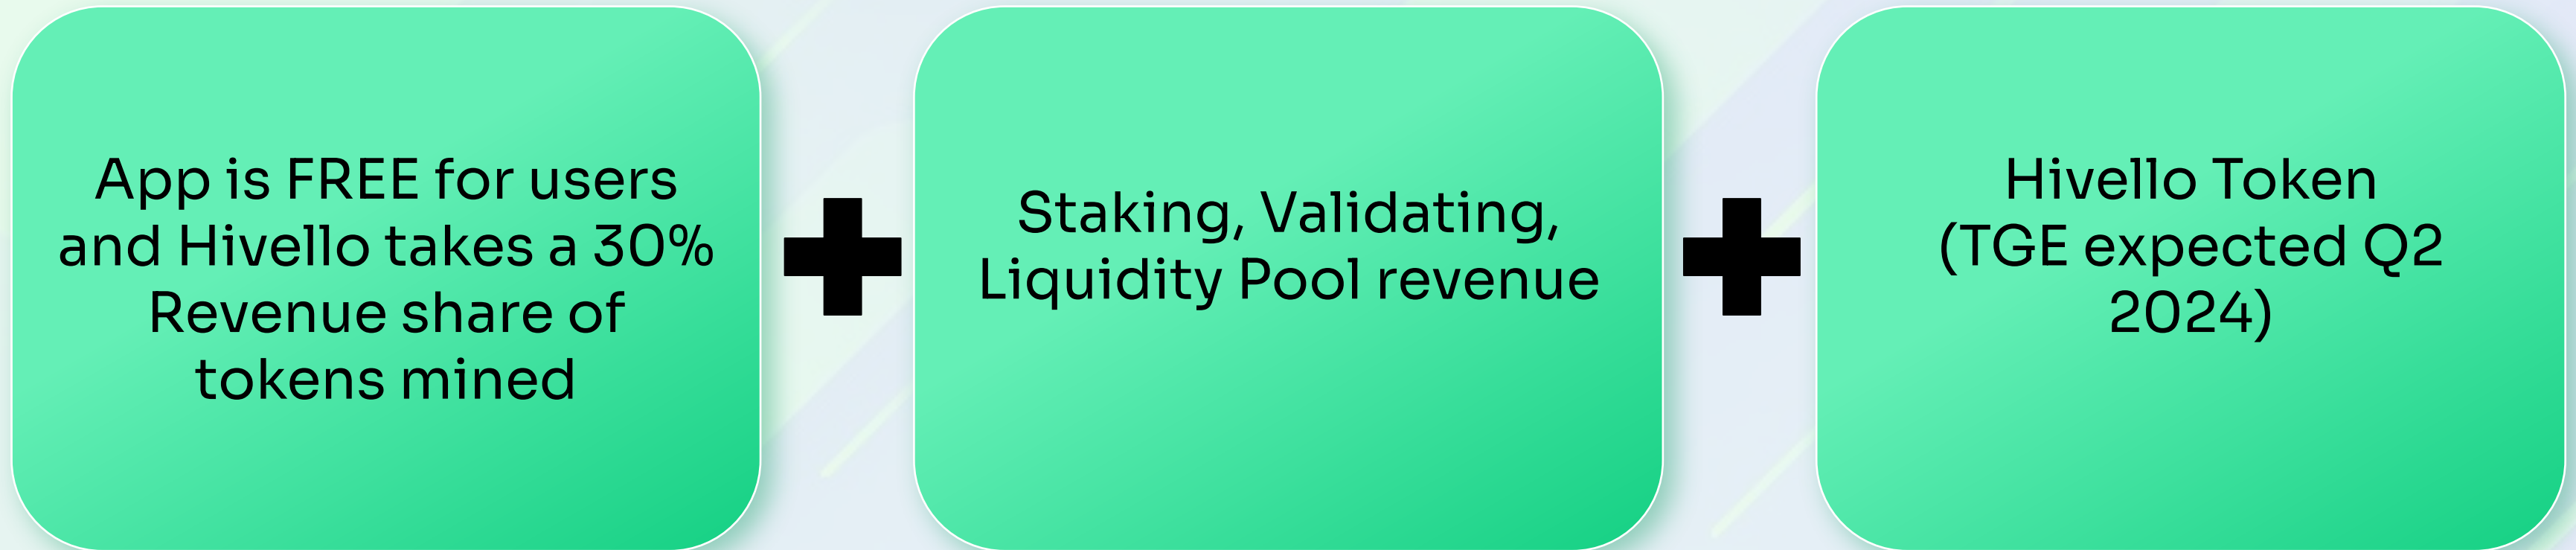 App is FREE for users
and Hivello takes a 30%
Revenue share of
tokens mined
Staking, Validating,
Liquidity Pool revenue
Hivello Token
(TGE expected Q2
2024)